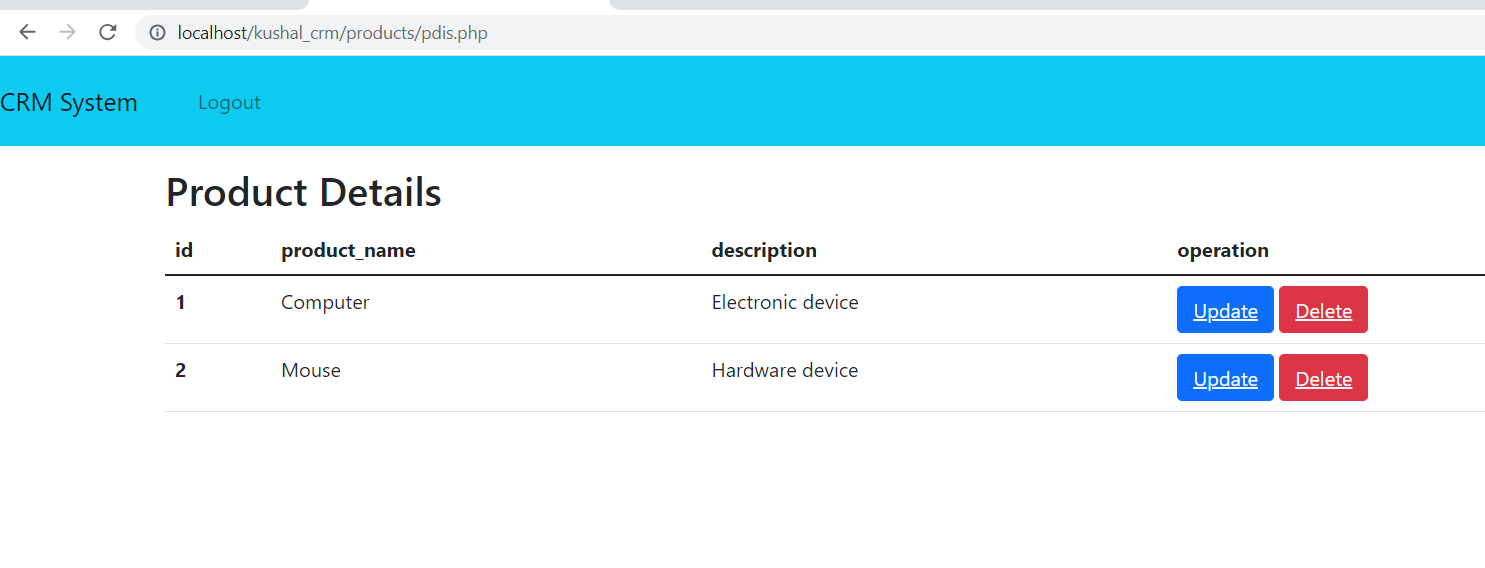 localhost/kushal_crm/products/pdis.php
CRM System Logout
Product Details
id product_name description operation
1 Computer Electronic device Update Delete
2 Mouse Hardware device Update Delete